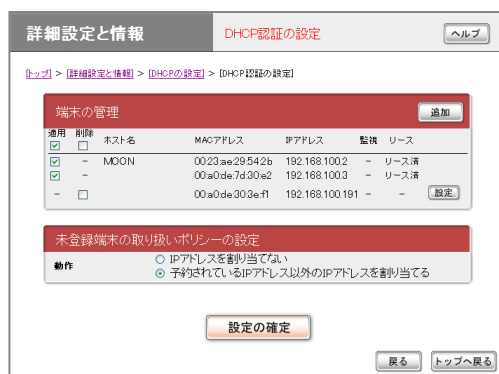 詳細設定と情報 DHCP認証の設定 ヘルプ
[トップ] > [詳細設定と情報] > [DHCPの設定] > [DHCP認証の設定]
端末の管理 追加
適用 削除 ホスト名 MACアドレス IPアドレス 監視 リース
- MOON 00:23:ae:29:54:2b 192.168.100.2 - リース済
- 00:a0:de:7d:30:e2 192.168.100.3 - リース済
- 00:a0:de:30:3e:f1 192.168.100.191 - - 設定
未登録端末の取り扱いポリシーの設定
動作 IPアドレスを割り当てない
予約されているIPアドレス以外のIPアドレスを割り当てる
設定の確定
戻る トップへ戻る